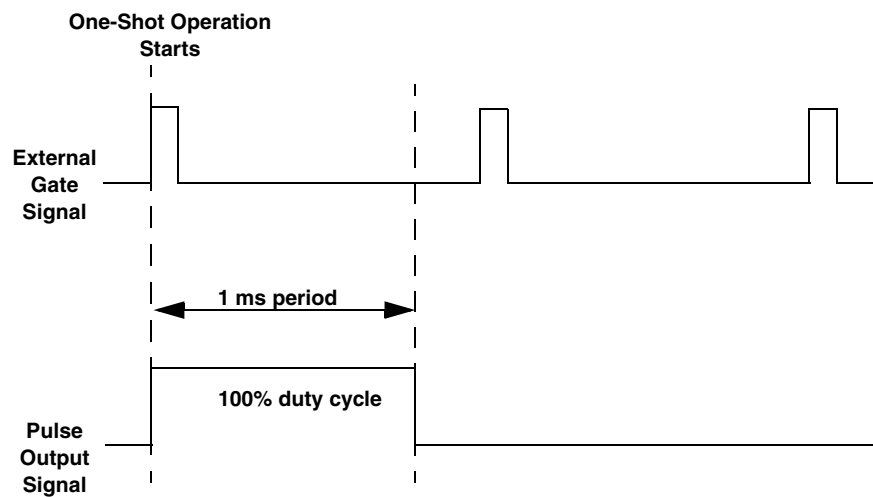 One-Shot Operation
Starts
External
Gate
Signal
1 ms period
100% duty cycle
Pulse
Output
Signal